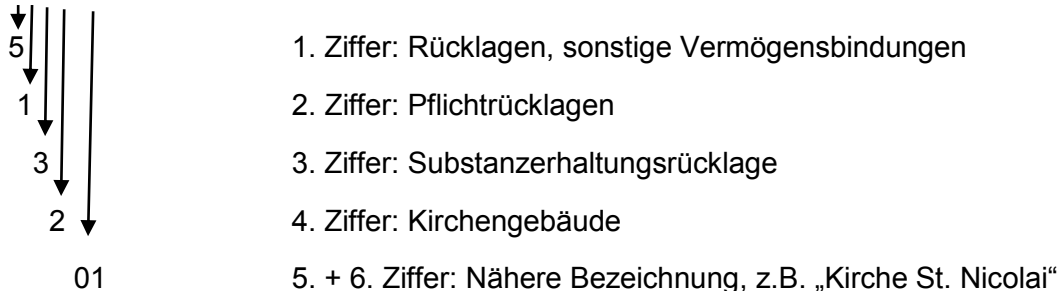 5 1. Ziffer: Rücklagen, sonstige Vermögensbindungen
1 2. Ziffer: Pflichtrücklagen
3 3. Ziffer: Substanzerhaltungsrücklage
2 4. Ziffer: Kirchengebäude
01 5. + 6. Ziffer: Nähere Bezeichnung, z.B. „Kirche St. Nicolai“